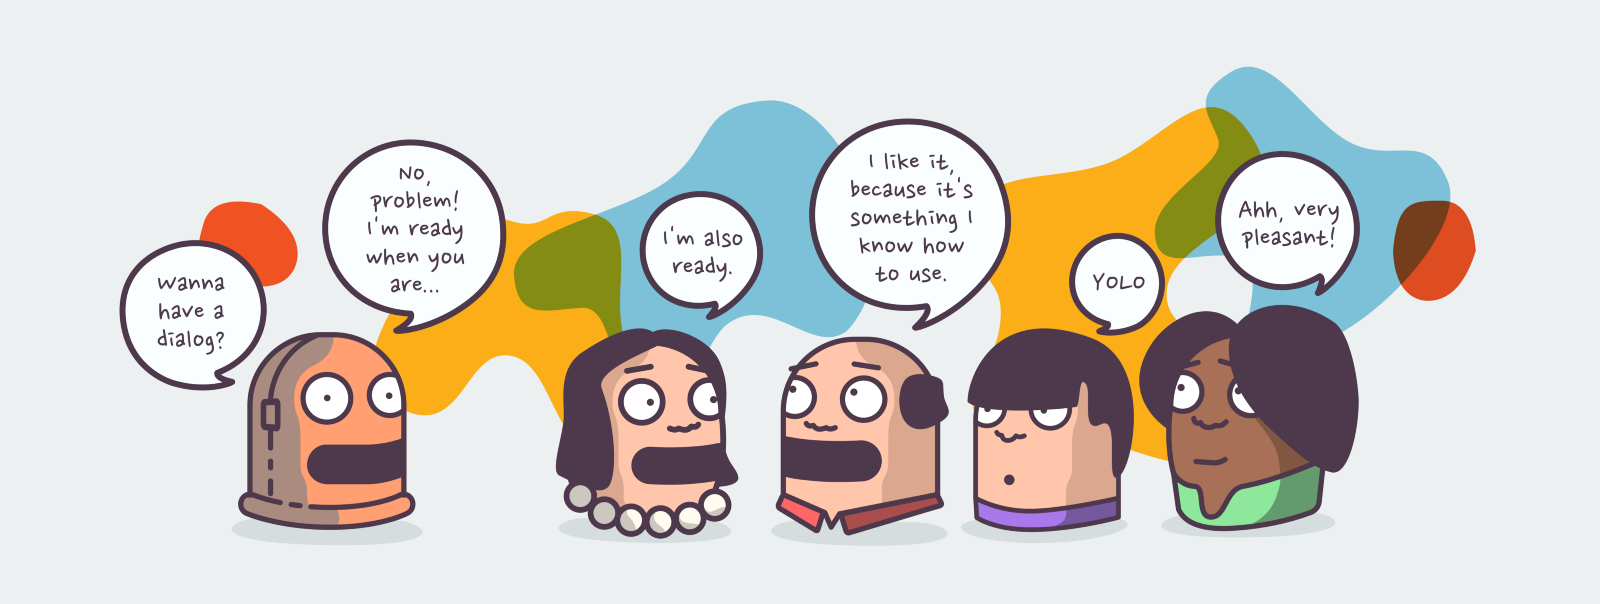 Wanna
have a
dialog?
No,
problem!
I'm ready
when you
are...
I'm also
ready.
I like it,
because it's
something I
know how
to use.
YOLO
Ahh, very
pleasant!